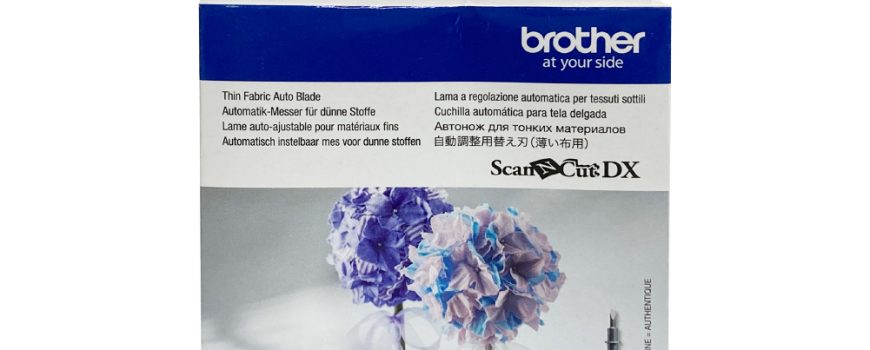 brother
at your side
Thin Fabric Auto Blade
Automatik-Messer für dünne Stoffe
Lame auto-ajustable pour matériaux fins
Automatisch instelbaar mes voor dunne stoffen
Lama a regolazione automatica per tessuti sottili
Cuchilla automática para tela delgada
Автонож для тонких материалов
自動調整用替え刃（薄い布用）
ScanNCut DX
= AUTHENTIQUE